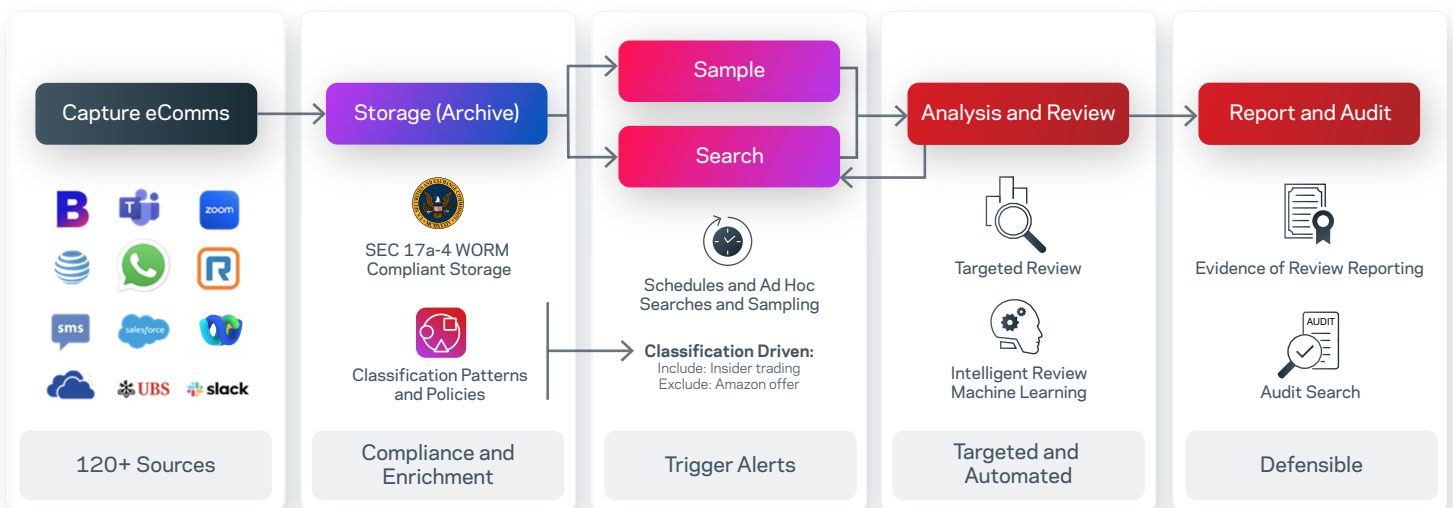 Capture eComms
B
T
zoom
R
sms
salesforce
UBS
slack
120+ Sources
Storage (Archive)
SEC 17a-4 WORM
Compliant Storage
Classification Patterns
and Policies
Compliance and
Enrichment
Sample
Search
Schedules and Ad Hoc
Searches and Sampling
Classification Driven:
Include: Insider trading
Exclude: Amazon offer
Trigger Alerts
Analysis and Review
Targeted Review
Intelligent Review
Machine Learning
Targeted and
Automated
Report and Audit
Evidence of Review Reporting
AUDIT
Audit Search
Defensible